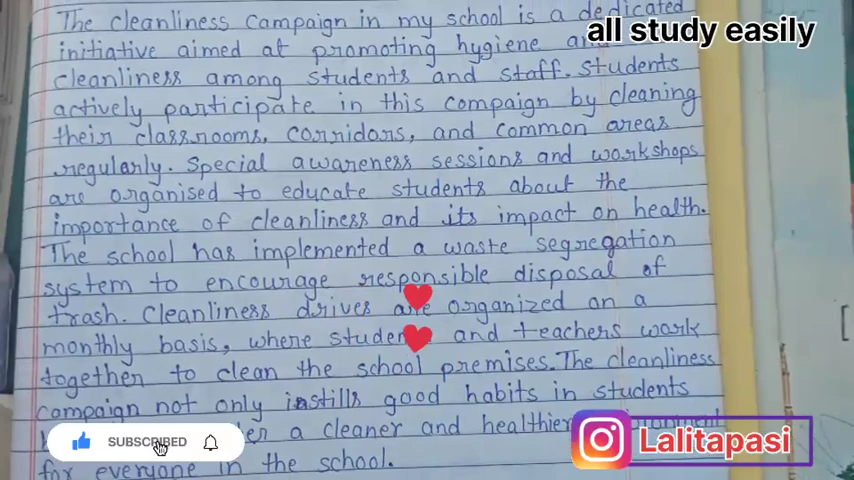 The cleanliness campaign in my school is a dedicated
all study easily
initiative aimed at promoting hygiene
cleanliness among students and staff. Students
actively participate in this campaign by cleaning
their classrooms, corridors, and common areas
regularly. Special awareness sessions and workshops
are organised to educate students about the
importance of cleanliness and its impact on health.
The school has implemented a waste segregation
system to encourage responsible disposal of
trash. Cleanliness drives are organized on a
monthly basis, where and teachers work
together to clean the school premises. The cleanliness
campaign not only instills good habits in students
a cleaner and healthier
SUBSCRIBED
Lalitapasi
for everyone in the school.